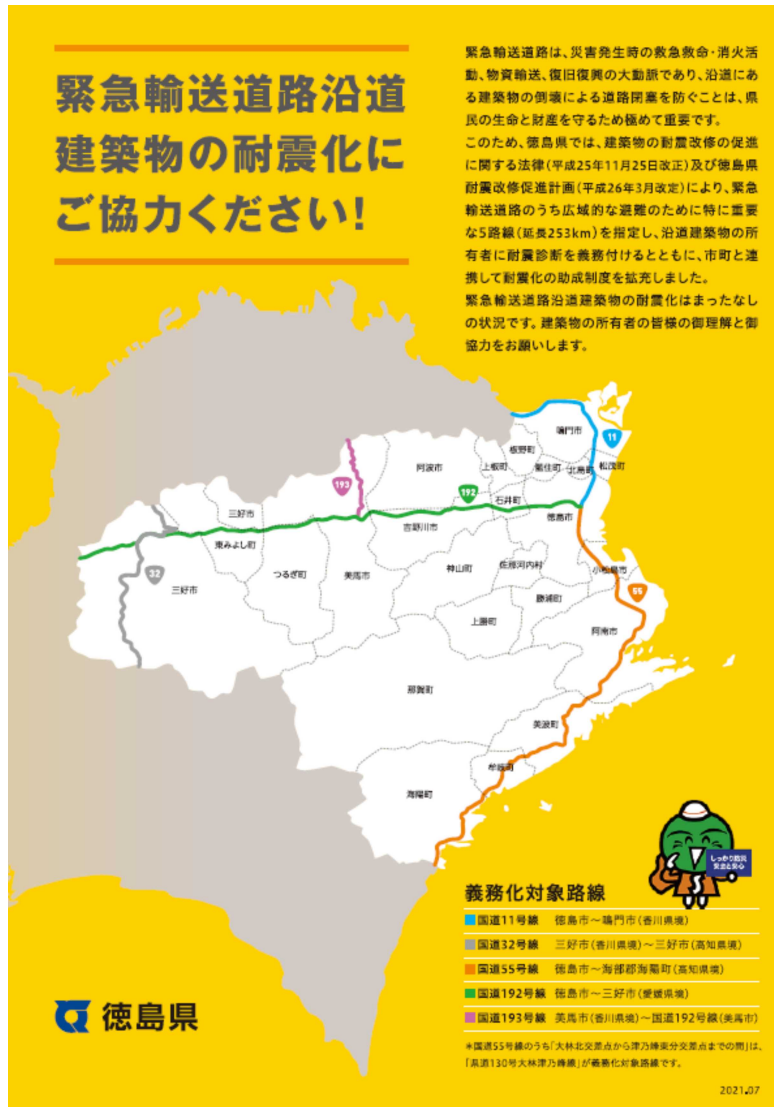 緊急輸送道路沿道
建築物の耐震化に
ご協力ください！
緊急輸送道路は、災害発生時の救急救命・消火活
動、物資輸送、復旧復興の大動脈であり、沿道にあ
る建築物の倒壊による道路閉塞を防ぐことは、県
民の生命と財産を守るため極めて重要です。
このため、徳島県では、建築物の耐震改修の促進
に関する法律(平成25年11月25日改正)及び徳島県
耐震改修促進計画(平成26年3月改定)により、緊急
輸送道路のうち広域的な避難のために特に重要
な5路線(延長253km)を指定し、沿道建築物の所
有者に耐震診断を義務付けるとともに、市町と連
携して耐震化の助成制度を拡充しました。
緊急輸送道路沿道建築物の耐震化はまったなし
の状況です。建築物の所有者の皆様の御理解と御
協力をお願いします。
鳴門市
11
板野町
阿波市
上板町
藍住町
北島町
松茂町
193
192
石井町
三好市
徳島市
吉野川市
東みよし町
32
つるぎ町
美馬市
神山町
佐那河内村
小松島市
三好市
55
勝浦町
上勝町
阿南市
那賀町
美波町
牟岐町
海陽町
しっかり防災
安全と安心
義務化対象路線
国道11号線 徳島市～鳴門市(香川県境)
国道32号線 三好市(香川県境)～三好市(高知県境)
国道55号線 徳島市～海部郡海陽町(高知県境)
国道192号線 徳島市～三好市(愛媛県境)
国道193号線 美馬市(香川県境)～国道192号線(美馬市)
＊国道55号線のうち「大林北交差点から津乃峰東分交差点までの間」は、
「県道130号大林津乃峰線」が義務化対象路線です。
徳島県
2021.07